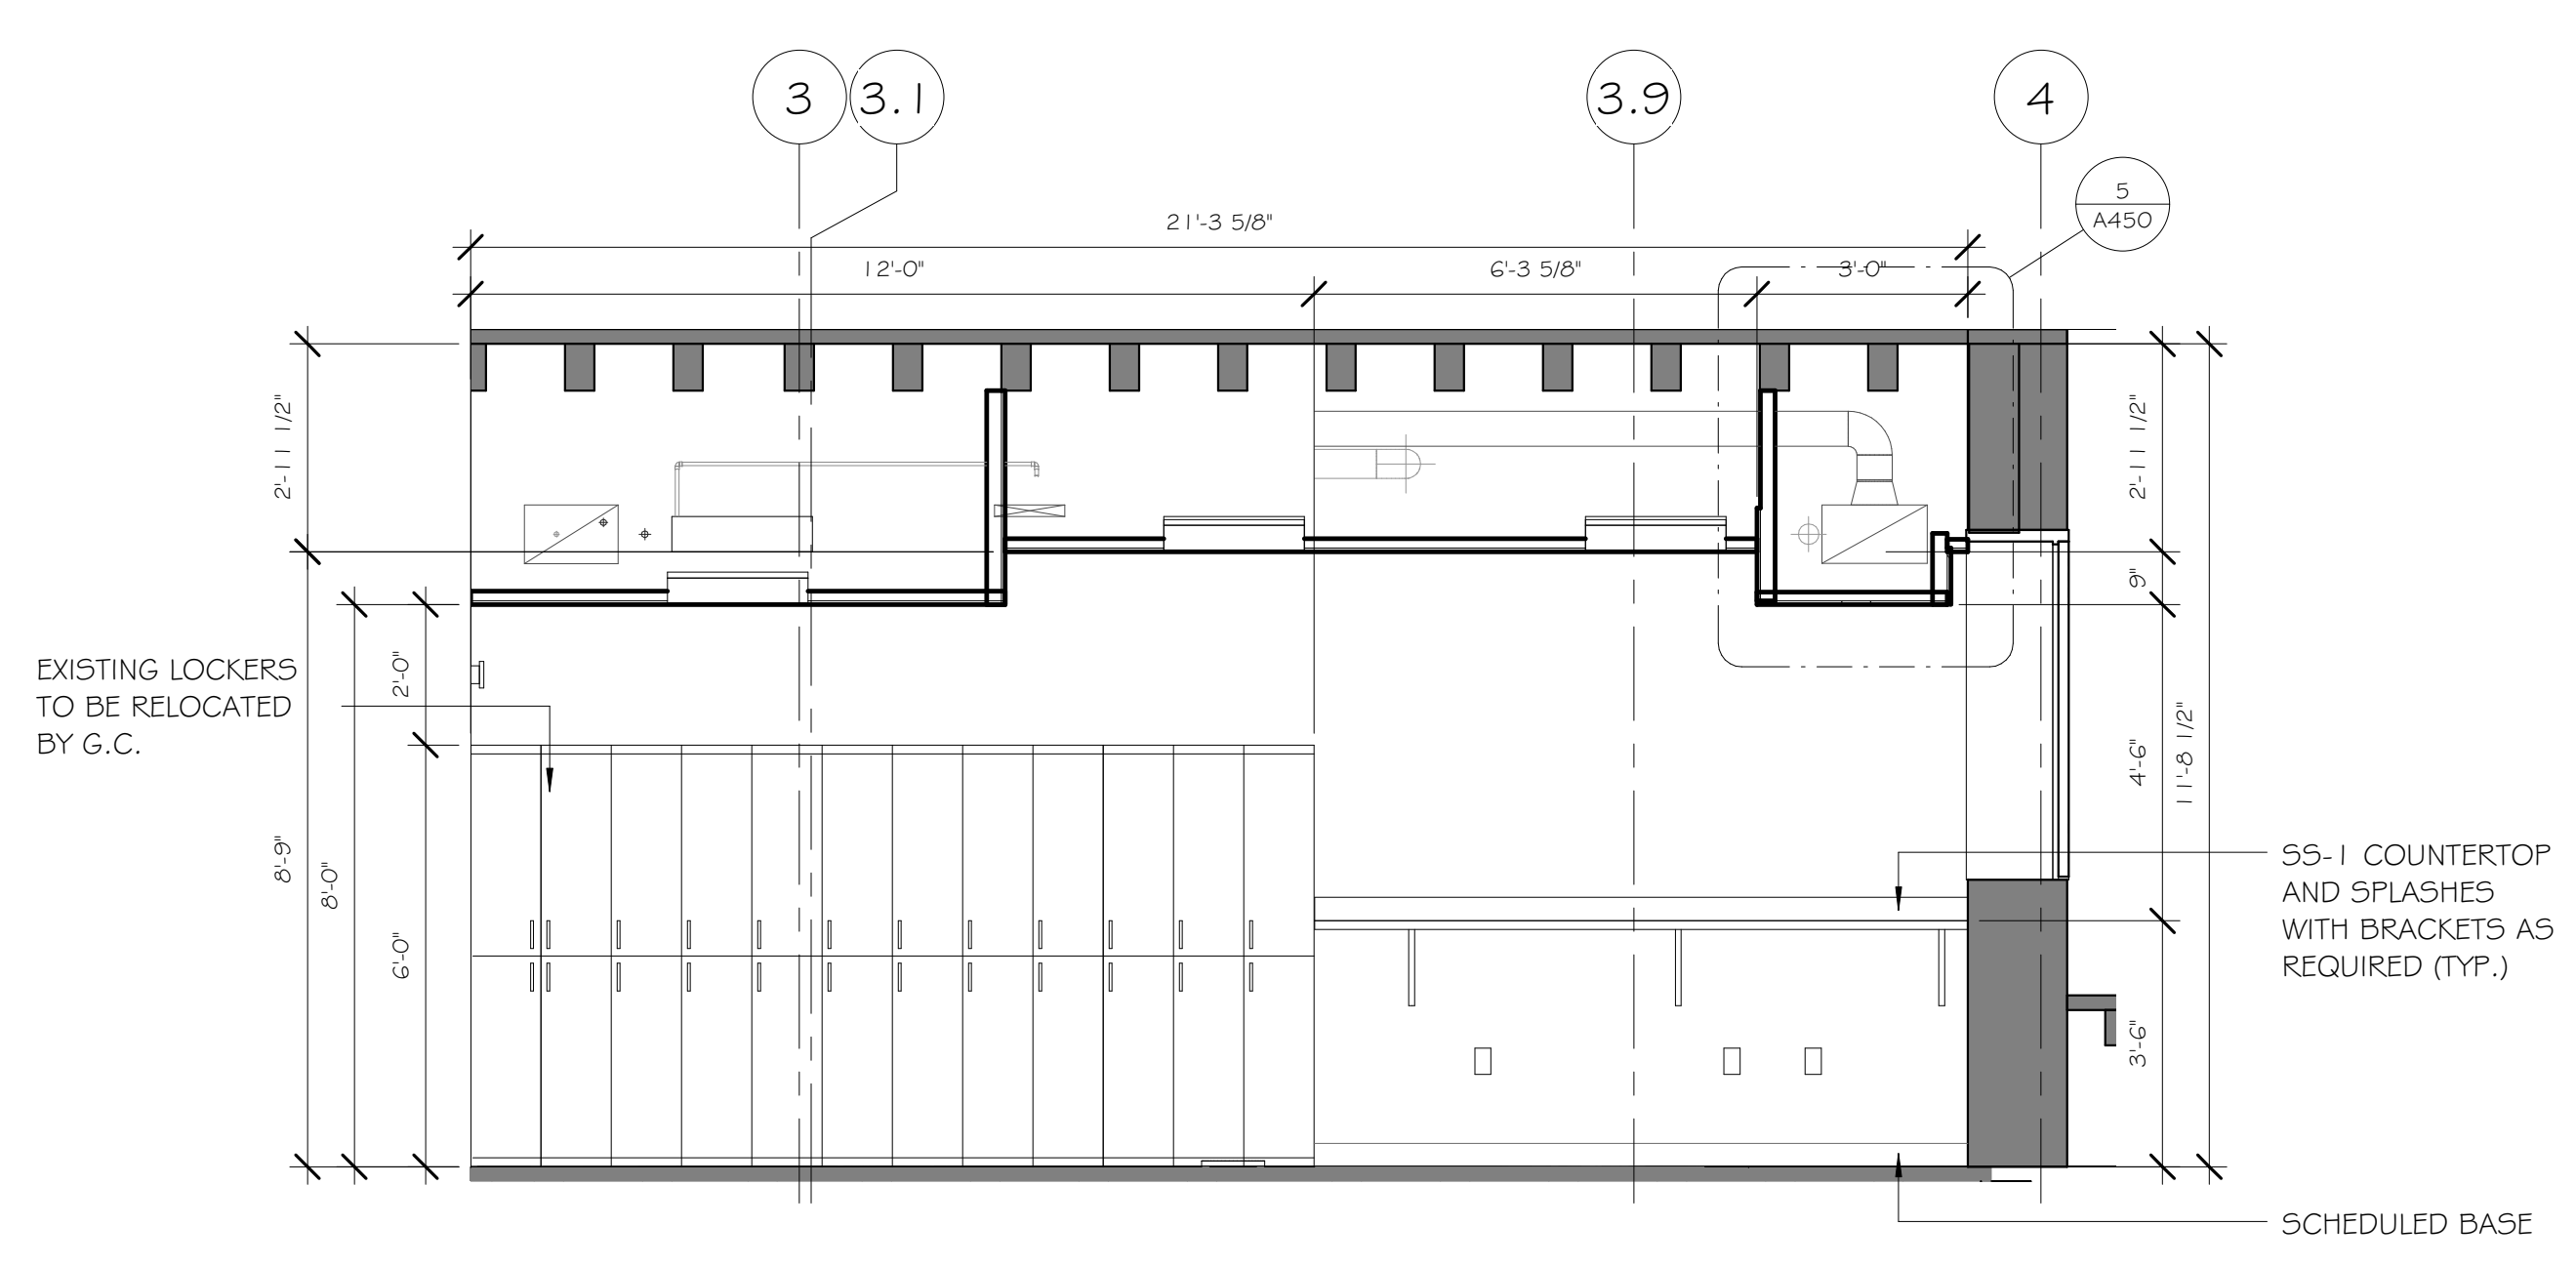 3
3.1
3.9
4
5
A450
21'-3 5/8"
12'-0"
6'-3 5/8"
3'-0"
2'-11 1/2"
2'-11 1/2"
9"
2'-0"
EXISTING LOCKERS
TO BE RELOCATED
BY G.C.
4'-6"
11'-8 1/2"
8'-9"
8'-0"
6'-0"
SS-1 COUNTERTOP
AND SPLASHES
WITH BRACKETS AS
REQUIRED (TYP.)
3'-6"
SCHEDULED BASE